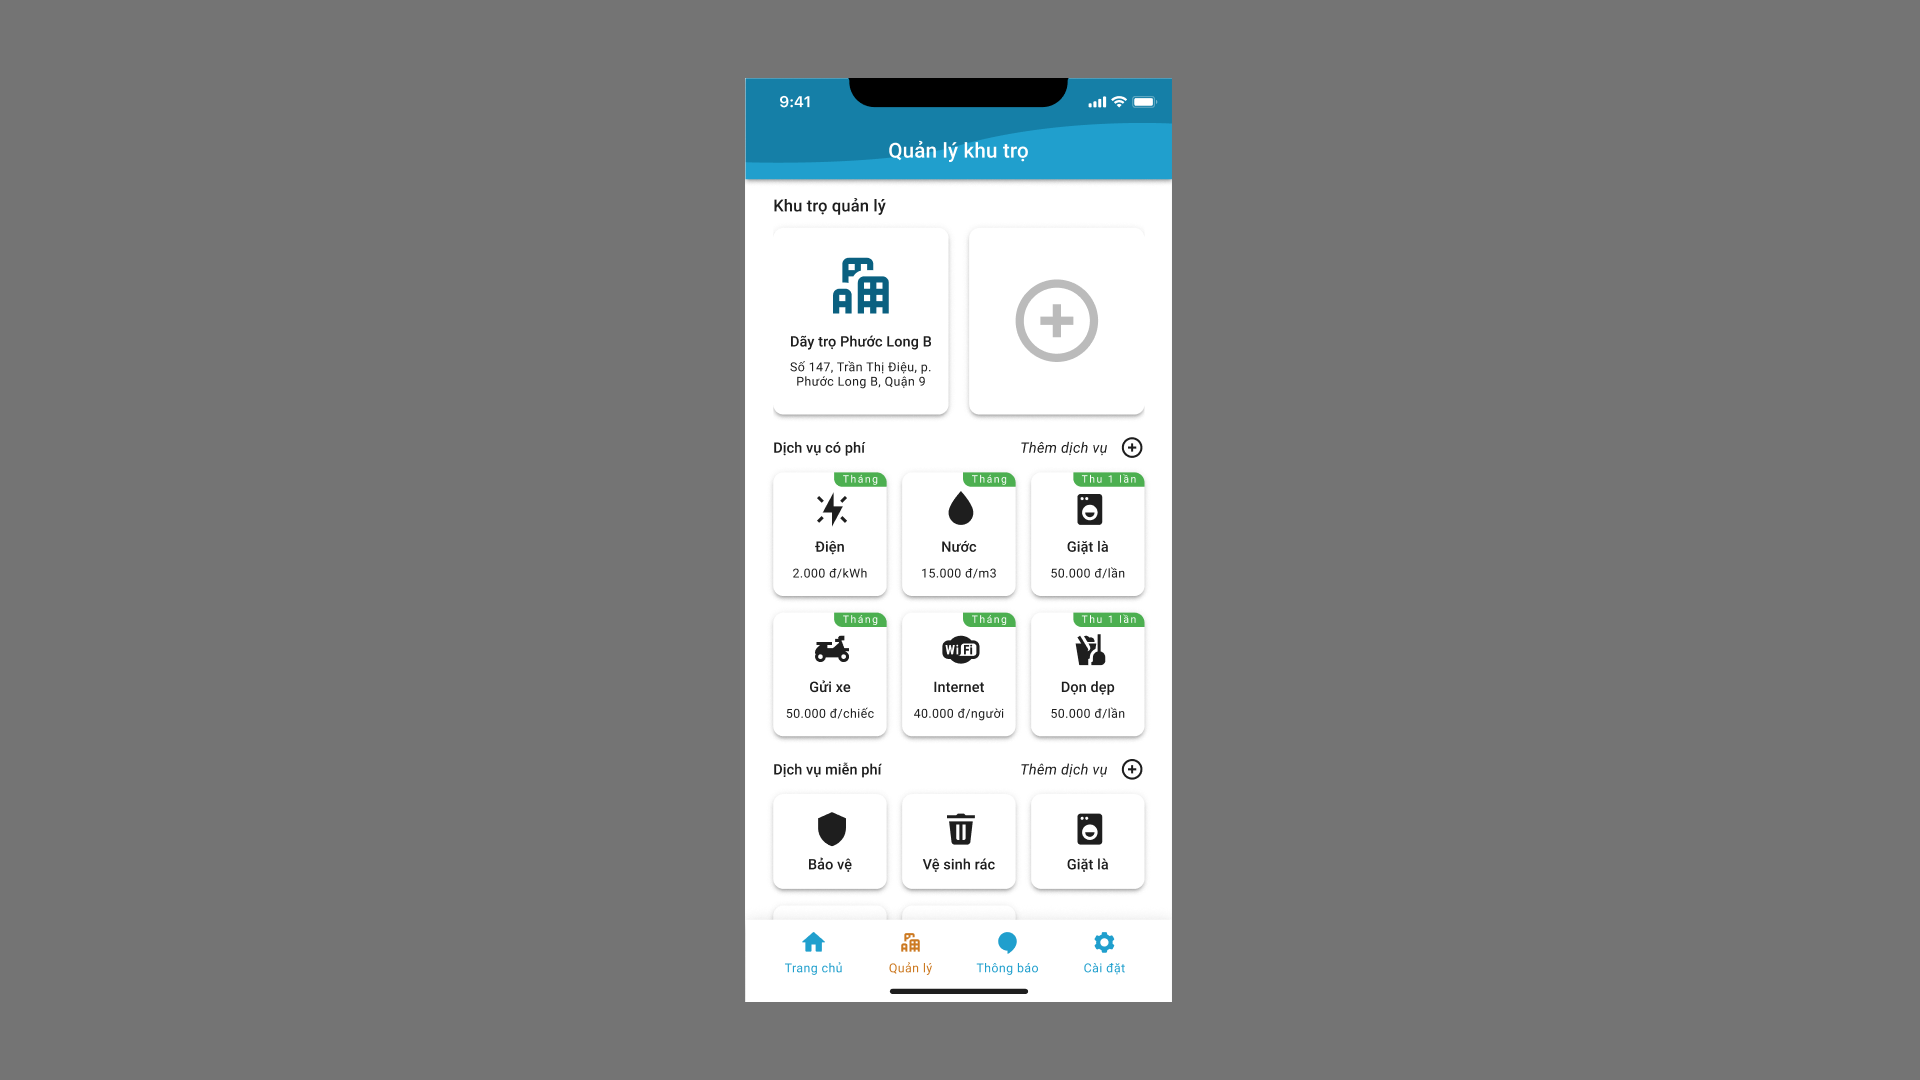 9:41
Quản lý khu trọ
Khu trọ quản lý
Dãy trọ Phước Long B
Số 147, Trần Thị Điệu, p.
Phước Long B, Quận 9
Dịch vụ có phí
Thêm dịch vụ
Tháng
Điện
2.000 đ/kWh
Tháng
Nước
15.000 đ/m3
Thu 1 lần
Giặt là
50.000 đ/lần
Tháng
Gửi xe
50.000 đ/chiếc
Tháng
WiFi
Internet
40.000 đ/người
Thu 1 lần
Dọn dẹp
50.000 đ/lần
Dịch vụ miễn phí
Thêm dịch vụ
Bảo vệ
Vệ sinh rác
Giặt là
Trang chủ
Quản lý
Thông báo
Cài đặt